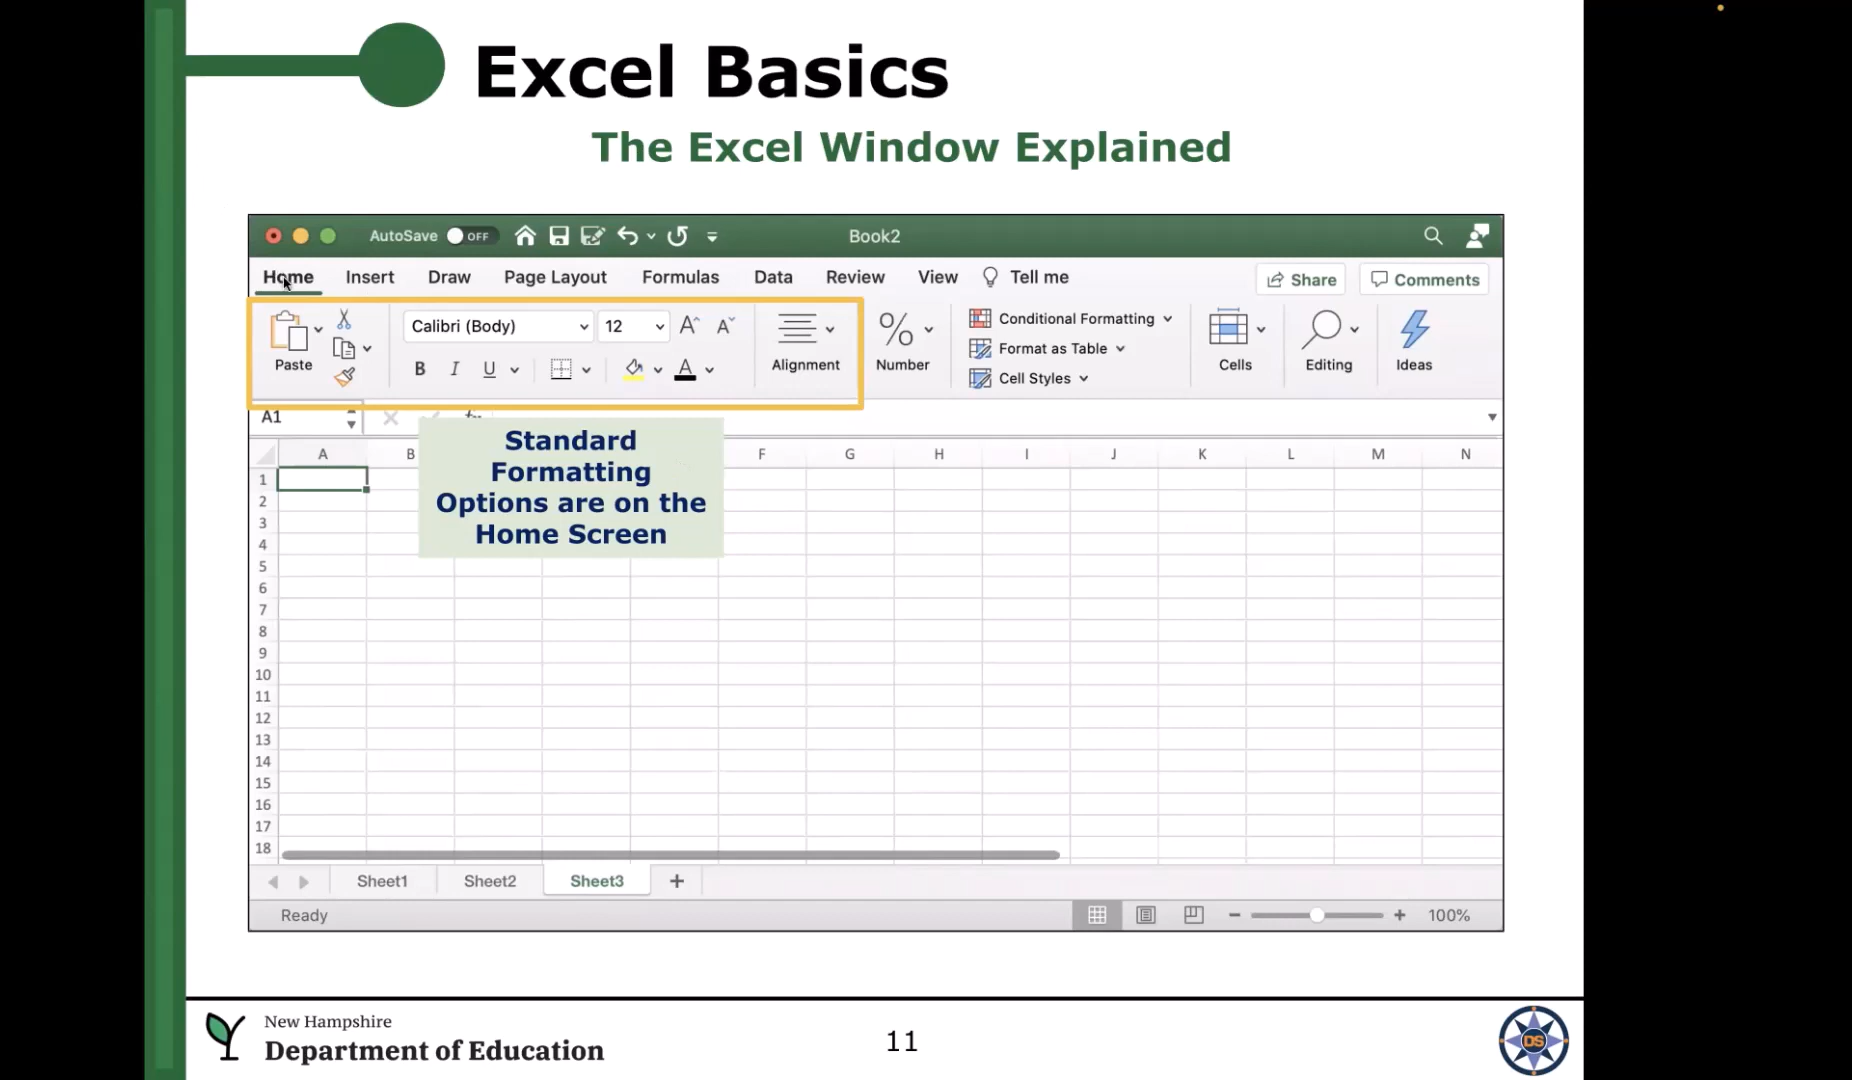 Excel Basics
The Excel Window Explained
AutoSave OFF Book2
Home Insert Draw Page Layout Formulas Data Review View Tell me Share Comments
Paste
Calibri (Body) 12
B I U A
Alignment
%
Number
Conditional Formatting
Format as Table
Cell Styles
Cells
Editing
Ideas
A1
Standard
Formatting
Options are on the
Home Screen
A B F G H I J K L M N
1
2
3
4
5
6
7
8
9
10
11
12
13
14
15
16
17
18
Sheet1 Sheet2 Sheet3 +
Ready 100%
New Hampshire
Department of Education
11
DS